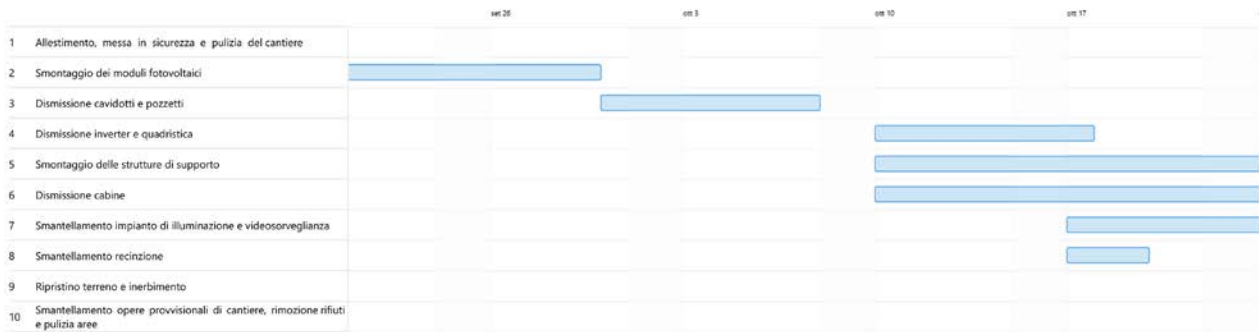 set 26 ott 3 ott 10 ott 17
1 Allestimento, messa in sicurezza e pulizia del cantiere
2 Smontaggio dei moduli fotovoltaici
3 Dismissione cavidotti e pozzetti
4 Dismissione inverter e quadristica
5 Smontaggio delle strutture di supporto
6 Dismissione cabine
7 Smantellamento impianto di illuminazione e videosorveglianza
8 Smantellamento recinzione
9 Ripristino terreno e inerbimento
10 Smantellamento opere provvisionali di cantiere, rimozione rifiuti
e pulizia aree